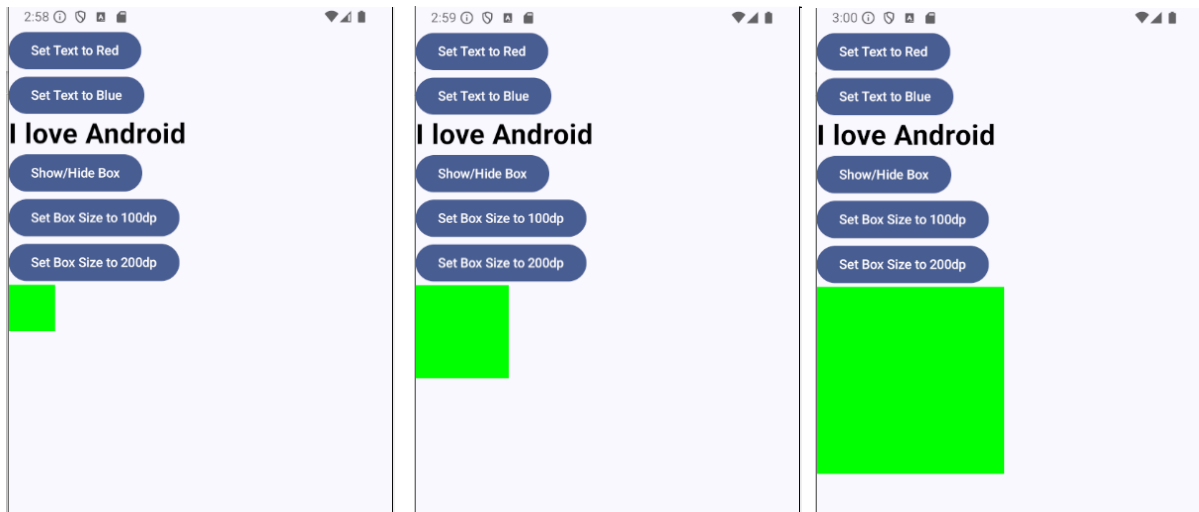 2:58
Set Text to Red
Set Text to Blue
I love Android
Show/Hide Box
Set Box Size to 100dp
Set Box Size to 200dp
2:59
Set Text to Red
Set Text to Blue
I love Android
Show/Hide Box
Set Box Size to 100dp
Set Box Size to 200dp
3:00
Set Text to Red
Set Text to Blue
I love Android
Show/Hide Box
Set Box Size to 100dp
Set Box Size to 200dp